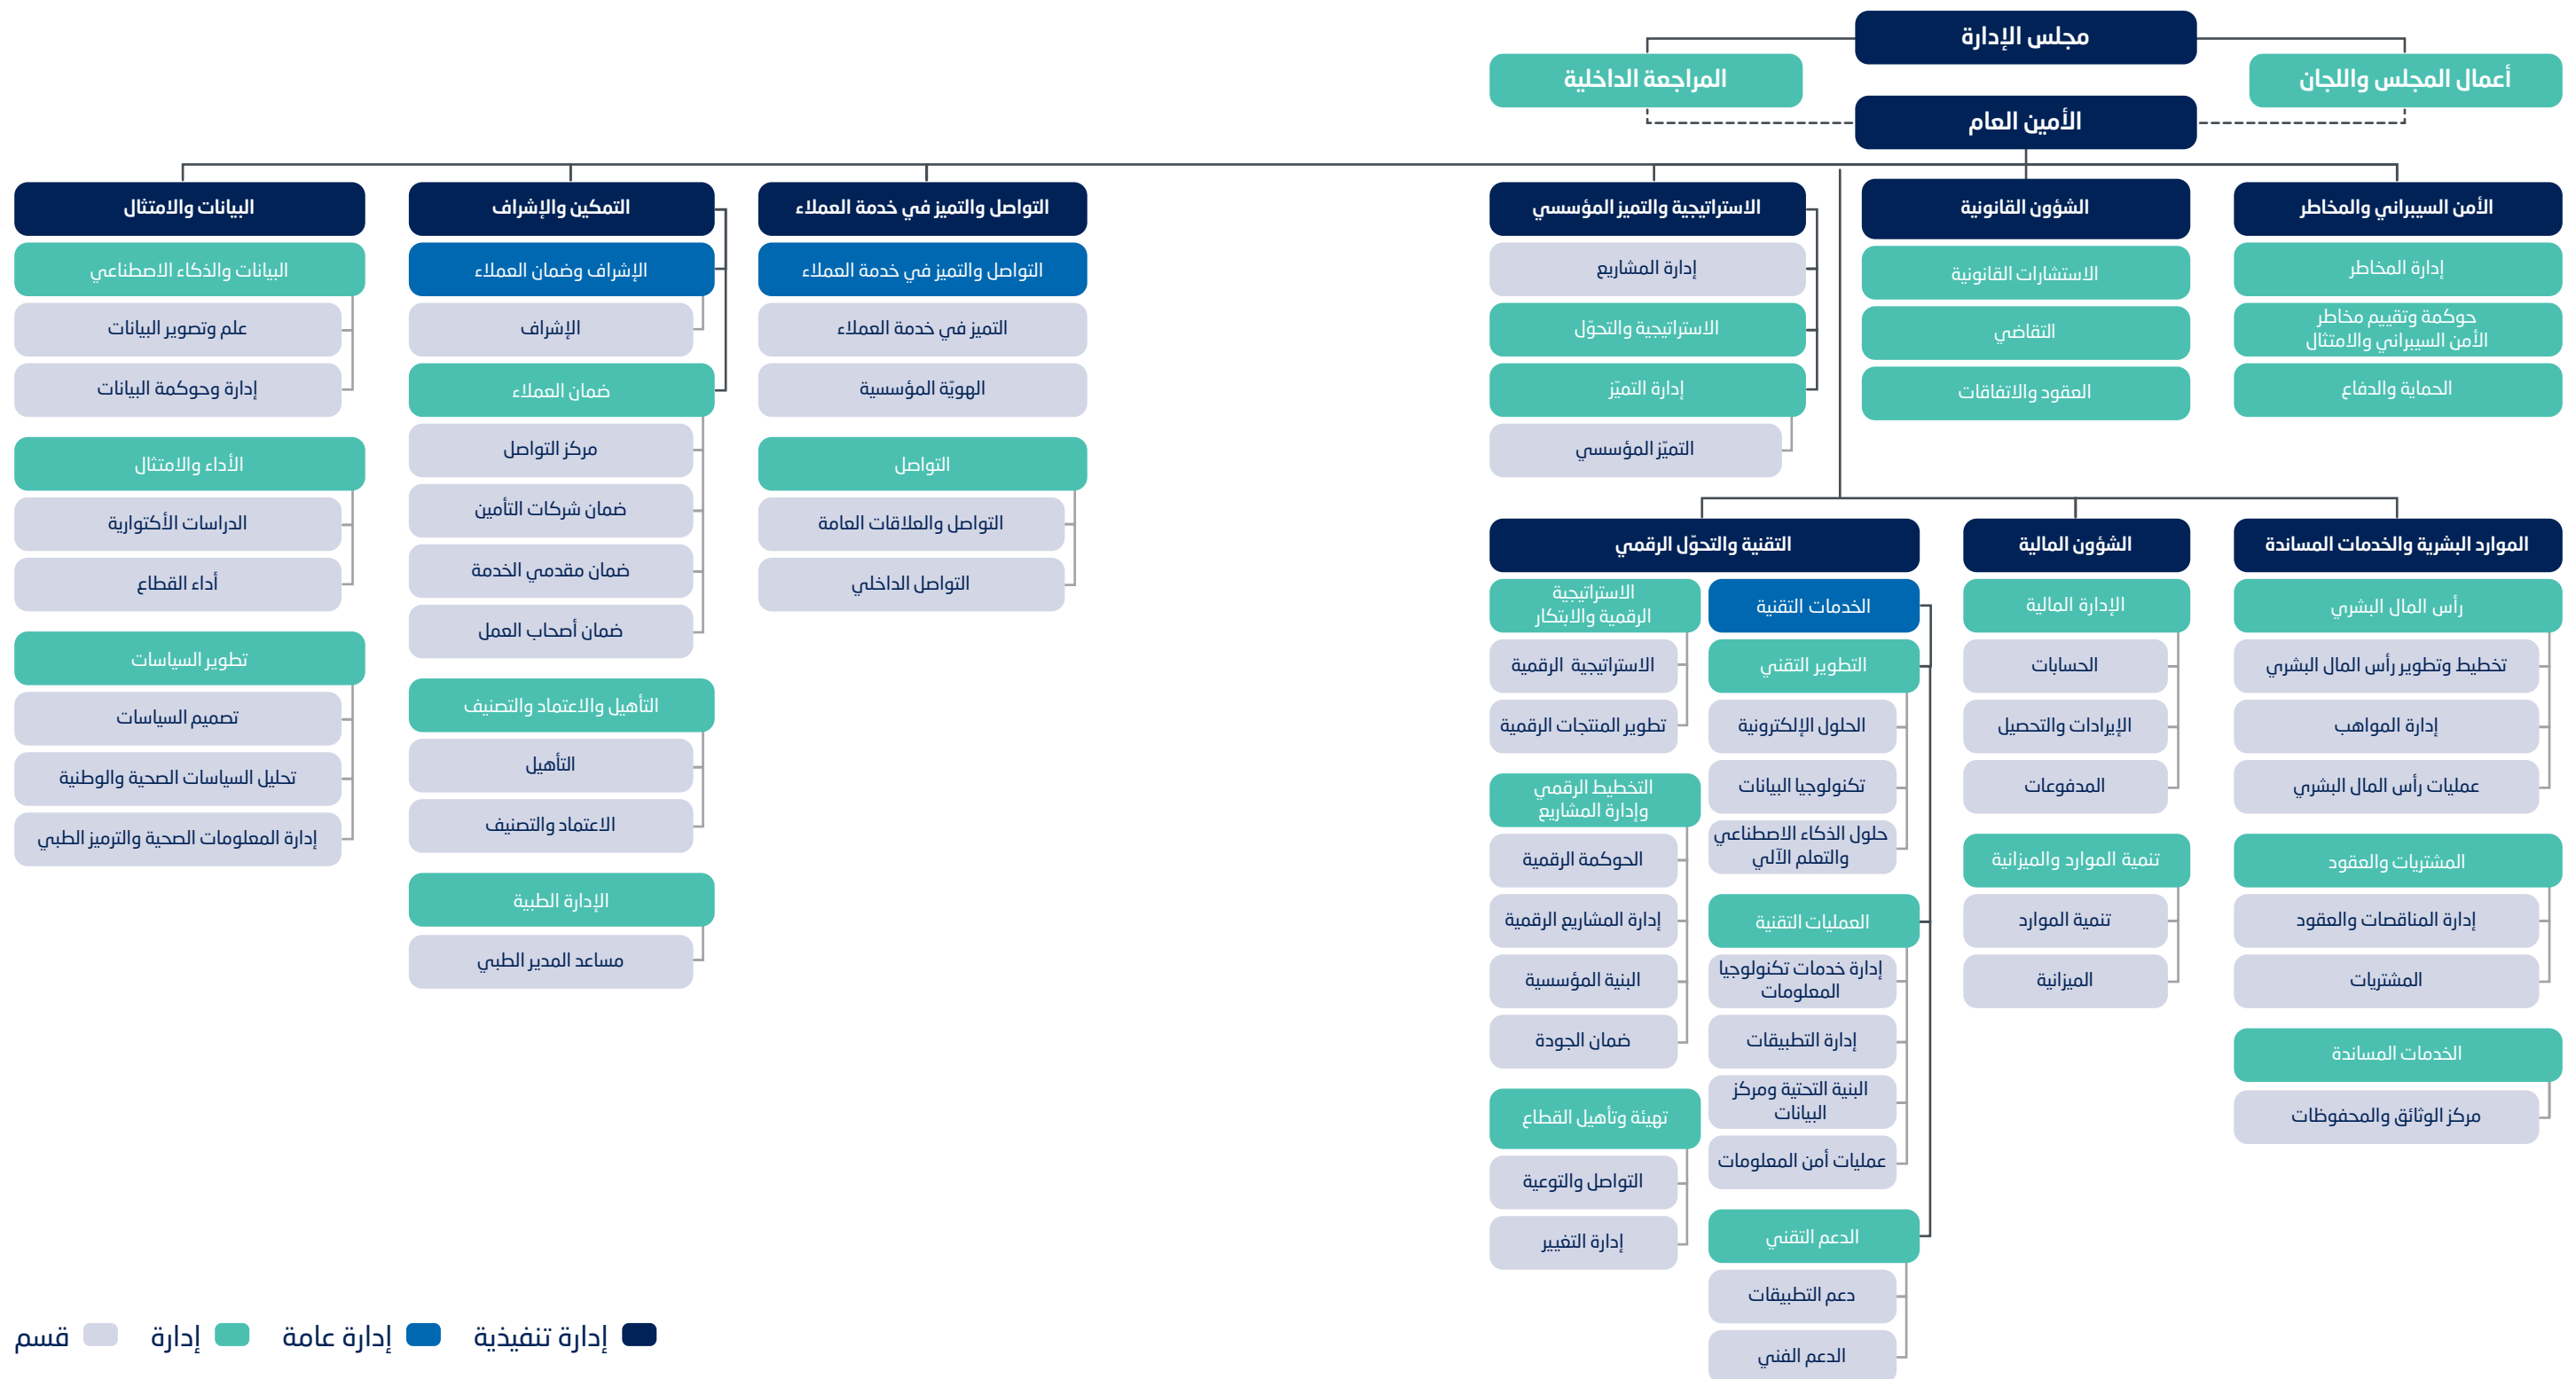 مجلس الإدارة
أعمال المجلس واللجان
المراجعة الداخلية
الأمين العام
الأمن السيبراني والمخاطر
إدارة المخاطر
حوكمة وتقييم مخاطر
الأمن السيبراني والامتثال
الحماية والدفاع
الشؤون القانونية
الاستشارات القانونية
التقاضي
العقود والاتفاقات
الاستراتيجية والتميز المؤسسي
إدارة المشاريع
الاستراتيجية والتحوّل
إدارة التميّز
التميّز المؤسسي
الموارد البشرية والخدمات المساندة
رأس المال البشري
تخطيط وتطوير رأس المال البشري
إدارة المواهب
عمليات رأس المال البشري
المشتريات والعقود
إدارة المناقصات والعقود
المشتريات
الخدمات المساندة
مركز الوثائق والمحفوظات
الشؤون المالية
الإدارة المالية
الحسابات
الإيرادات والتحصيل
المدفوعات
تنمية الموارد والميزانية
تنمية الموارد
الميزانية
التقنية والتحوّل الرقمي
الخدمات التقنية
التطوير التقني
الحلول الإلكترونية
تكنولوجيا البيانات
حلول الذكاء الاصطناعي
والتعلم الآلي
العمليات التقنية
إدارة خدمات تكنولوجيا
المعلومات
إدارة التطبيقات
البنية التحتية ومركز
البيانات
عمليات أمن المعلومات
الدعم التقني
دعم التطبيقات
الدعم الفني
الاستراتيجية
الرقمية والابتكار
الاستراتيجية الرقمية
تطوير المنتجات الرقمية
التخطيط الرقمي
وإدارة المشاريع
الحوكمة الرقمية
إدارة المشاريع الرقمية
البنية المؤسسية
ضمان الجودة
تهيئة وتأهيل القطاع
التواصل والتوعية
إدارة التغيير
التواصل والتميز في خدمة العملاء
التواصل والتميز في خدمة العملاء
التميز في خدمة العملاء
الهويّة المؤسسية
التواصل
التواصل والعلاقات العامة
التواصل الداخلي
التمكين والإشراف
الإشراف وضمان العملاء
الإشراف
ضمان العملاء
مركز التواصل
ضمان شركات التأمين
ضمان مقدمي الخدمة
ضمان أصحاب العمل
التأهيل والاعتماد والتصنيف
التأهيل
الاعتماد والتصنيف
الإدارة الطبية
مساعد المدير الطبي
البيانات والامتثال
البيانات والذكاء الاصطناعي
علم وتصوير البيانات
إدارة وحوكمة البيانات
الأداء والامتثال
الدراسات الأكتوارية
أداء القطاع
تطوير السياسات
تصميم السياسات
تحليل السياسات الصحية والوطنية
إدارة المعلومات الصحية والترميز الطبي
إدارة تنفيذية
إدارة عامة
إدارة
قسم